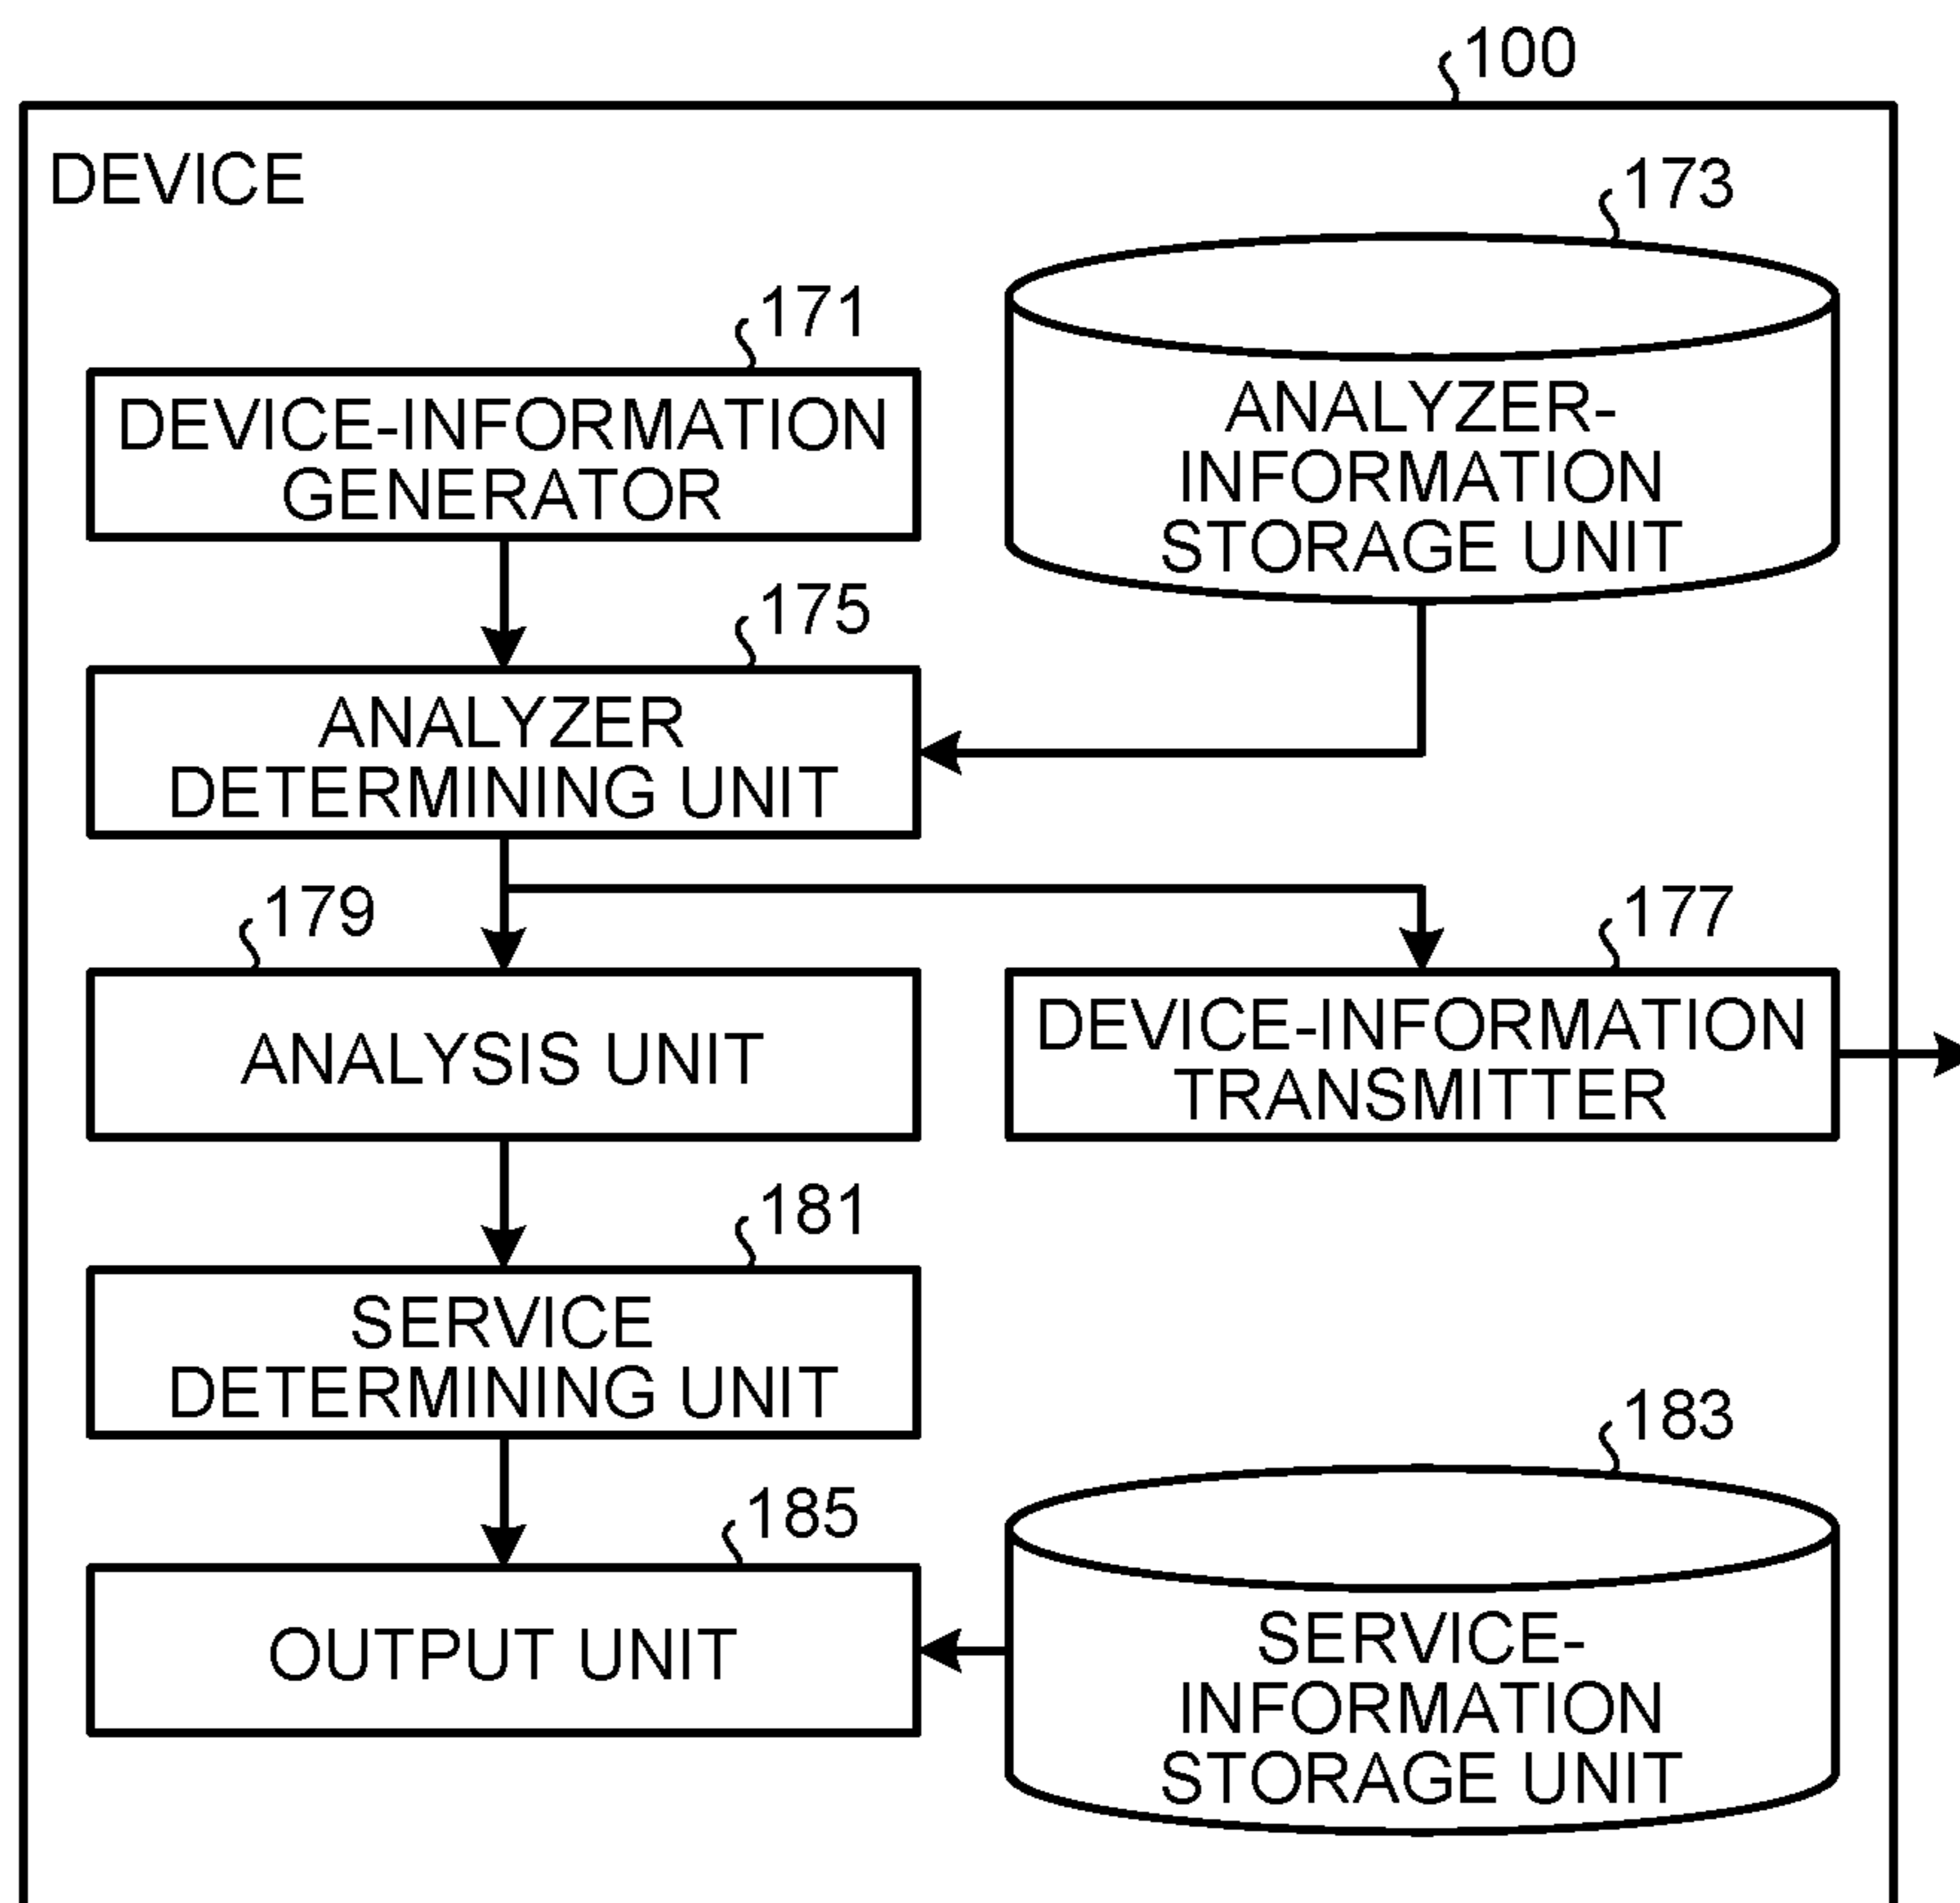 100
DEVICE
173
171
ANALYZER-
INFORMATION
STORAGE UNIT
DEVICE-INFORMATION
GENERATOR
175
ANALYZER
DETERMINING UNIT
179
177
ANALYSIS UNIT
DEVICE-INFORMATION
TRANSMITTER
181
SERVICE
DETERMINING UNIT
183
185
OUTPUT UNIT
SERVICE-
INFORMATION
STORAGE UNIT